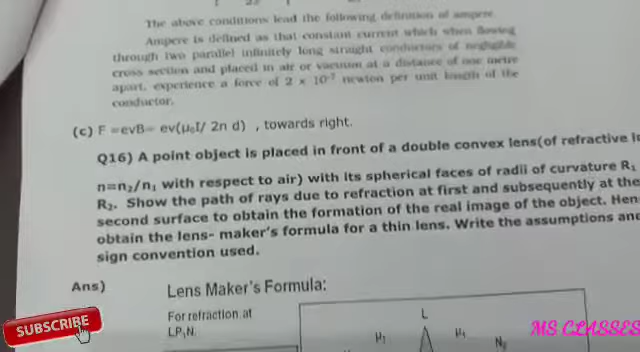 The above conditions lead the following definition of ampere.
Ampere is defined as that constant current which when flowing
through two parallel infinitely long straight conductors of negligible
cross section and placed in air or vacuum at a distance of one metre
apart, experience a force of 2 × 10⁻⁷ newton per unit length of the
conductor.
(c) F =evB= ev(μ₀I/ 2π d) , towards right.
Q16) A point object is placed in front of a double convex lens(of refractive
n=n₂/n₁ with respect to air) with its spherical faces of radii of curvature R₁
R₂. Show the path of rays due to refraction at first and subsequently at the
second surface to obtain the formation of the real image of the object. Hen
obtain the lens- maker's formula for a thin lens. Write the assumptions and
sign convention used.
Ans) Lens Maker's Formula:
For refraction at
LP₁N.
L
μ₁ μ₁ N₂
SUBSCRIBE
MS CLASSES